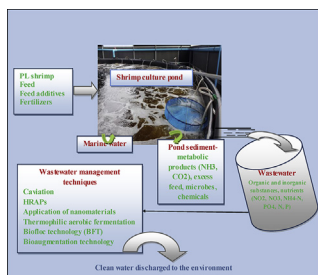 PL shrimp
Feed
Feed additives
Fertilizers
Shrimp culture pond
Marine water
Pond sediment-
metabolic
products (NH3,
CO2), excess
feed, microbes,
chemicals
Wastewater
Organic and inorganic
substances, nutrients
(NO2, NO3, NH4-N,
PO4, N, P)
Wastewater management
techniques
Caviation
HRAPs
Application of nanomaterials
Thermophilic aerobic fermentation
Biofloc technology (BFT)
Bioaugmentation technology
Clean water discharged to the environment